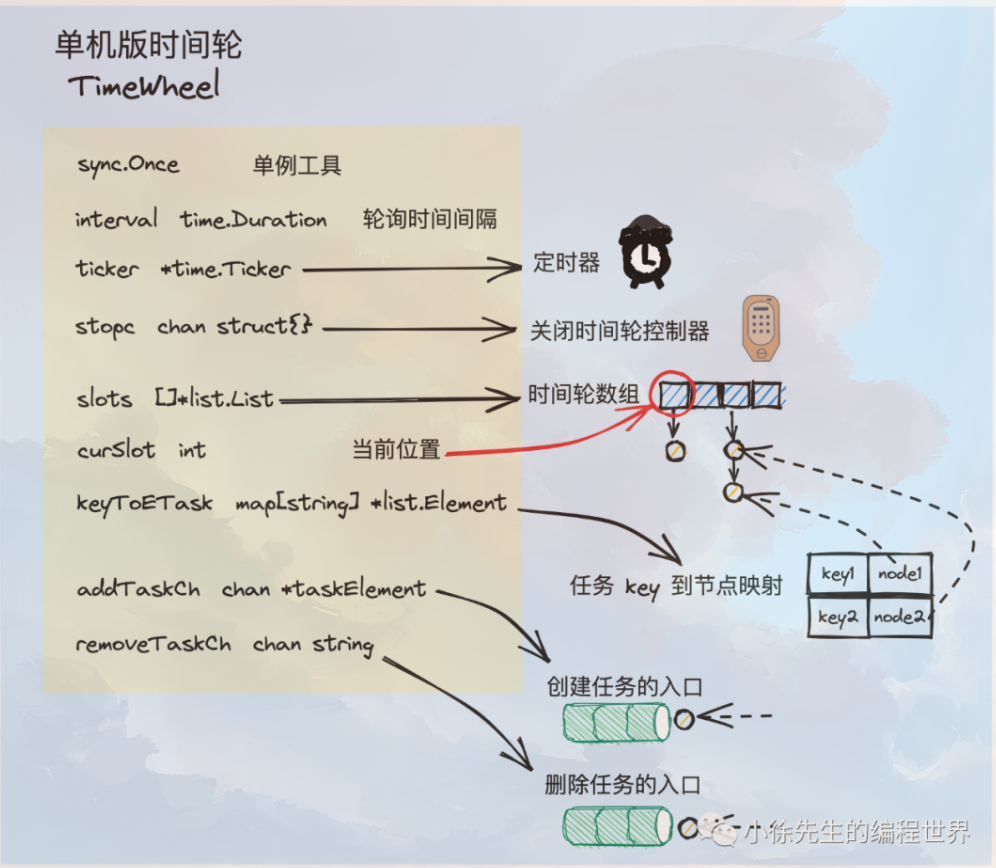 单机版时间轮
TimeWheel
sync.Once 单例工具
interval time.Duration 轮询时间间隔
ticker *time.Ticker 定时器
stopc chan struct{} 关闭时间轮控制器
slots []*list.List 时间轮数组
curSlot int 当前位置
keyToETask map[string] *list.Element
任务 key 到节点映射
key1 node1
key2 node2
addTaskCh chan *taskElement
removeTaskCh chan string
创建任务的入口
删除任务的入口
小徐先生的编程世界